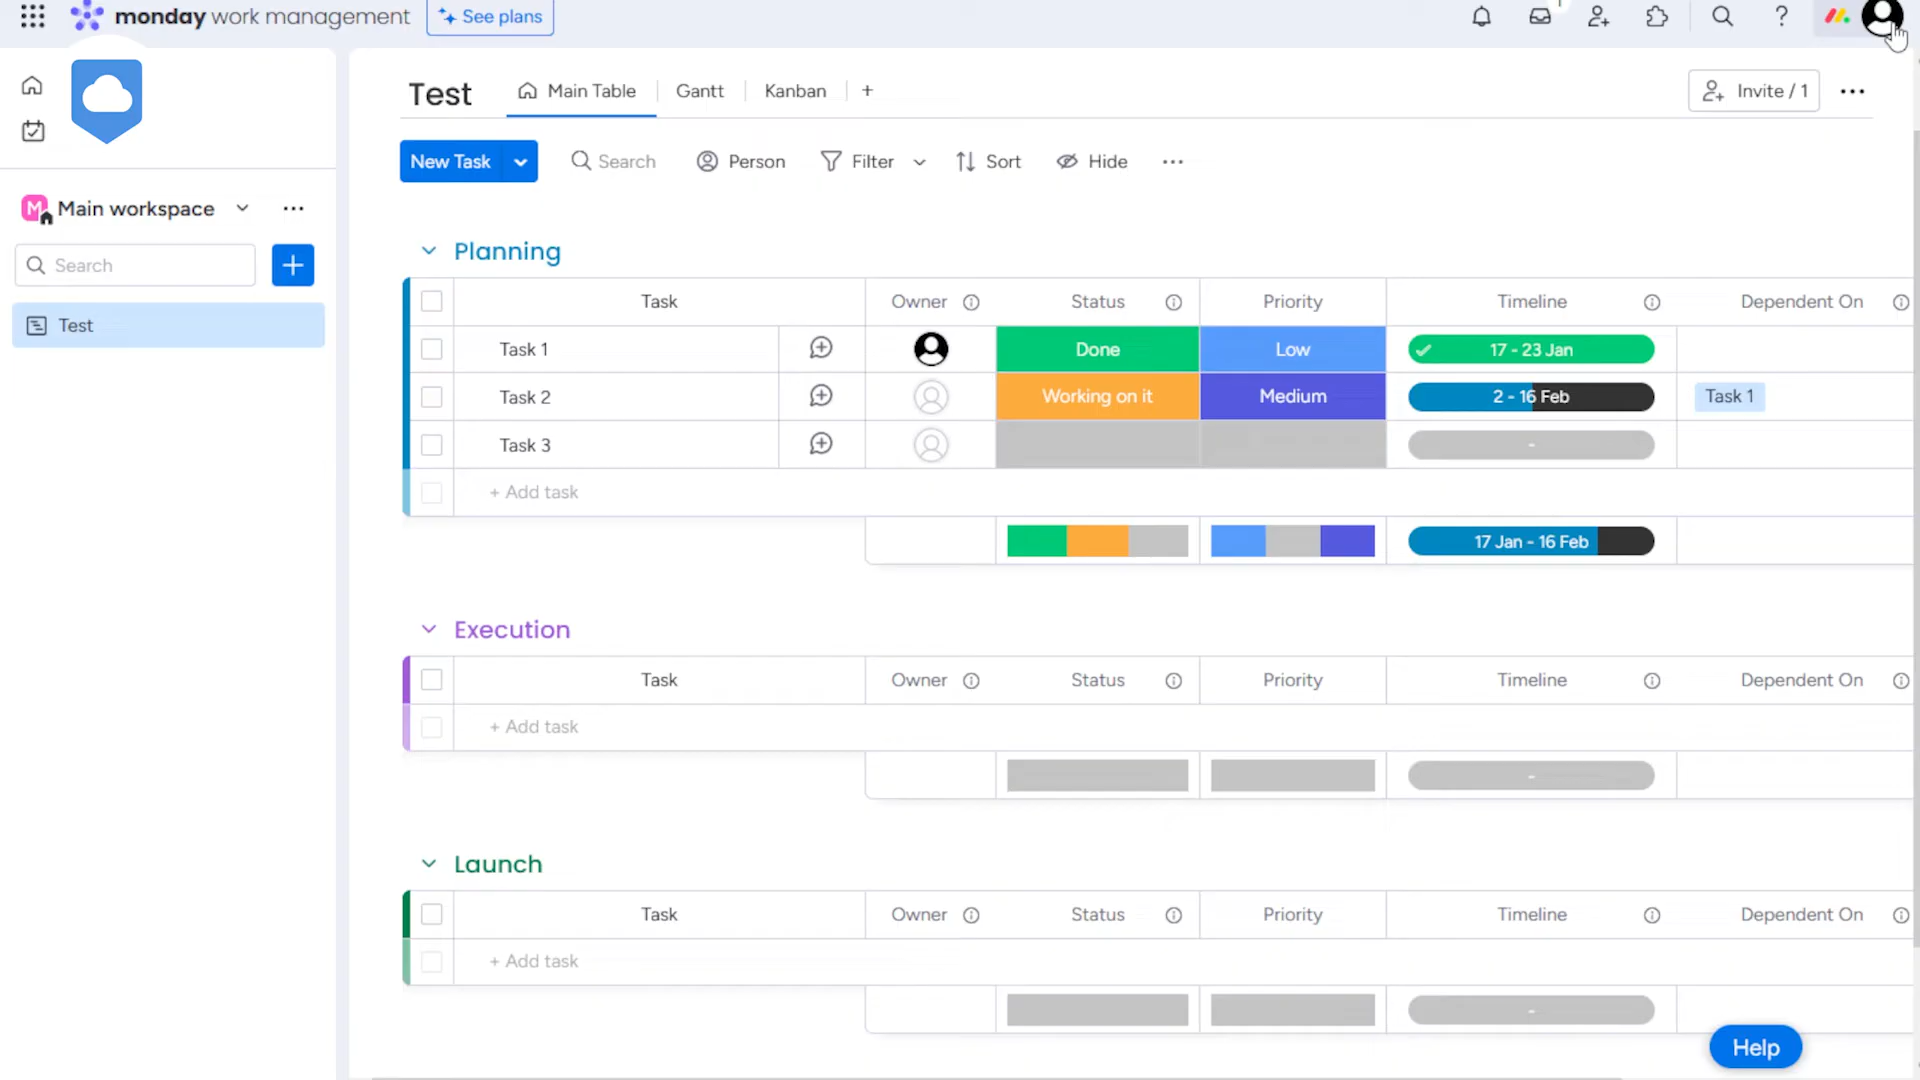 monday work management
See plans
1
Test
Main Table
Gantt
Kanban
+
Invite / 1
New Task
Search
Person
Filter
Sort
Hide
M
Main workspace
Search
Test
Planning
Task Owner Status Priority Timeline Dependent On
Task 1 Done Low 17 - 23 Jan
Task 2 Working on it Medium 2 - 16 Feb Task 1
Task 3 -
+ Add task
17 Jan - 16 Feb
Execution
Task Owner Status Priority Timeline Dependent On
+ Add task
-
Launch
Task Owner Status Priority Timeline Dependent On
+ Add task
-
Help